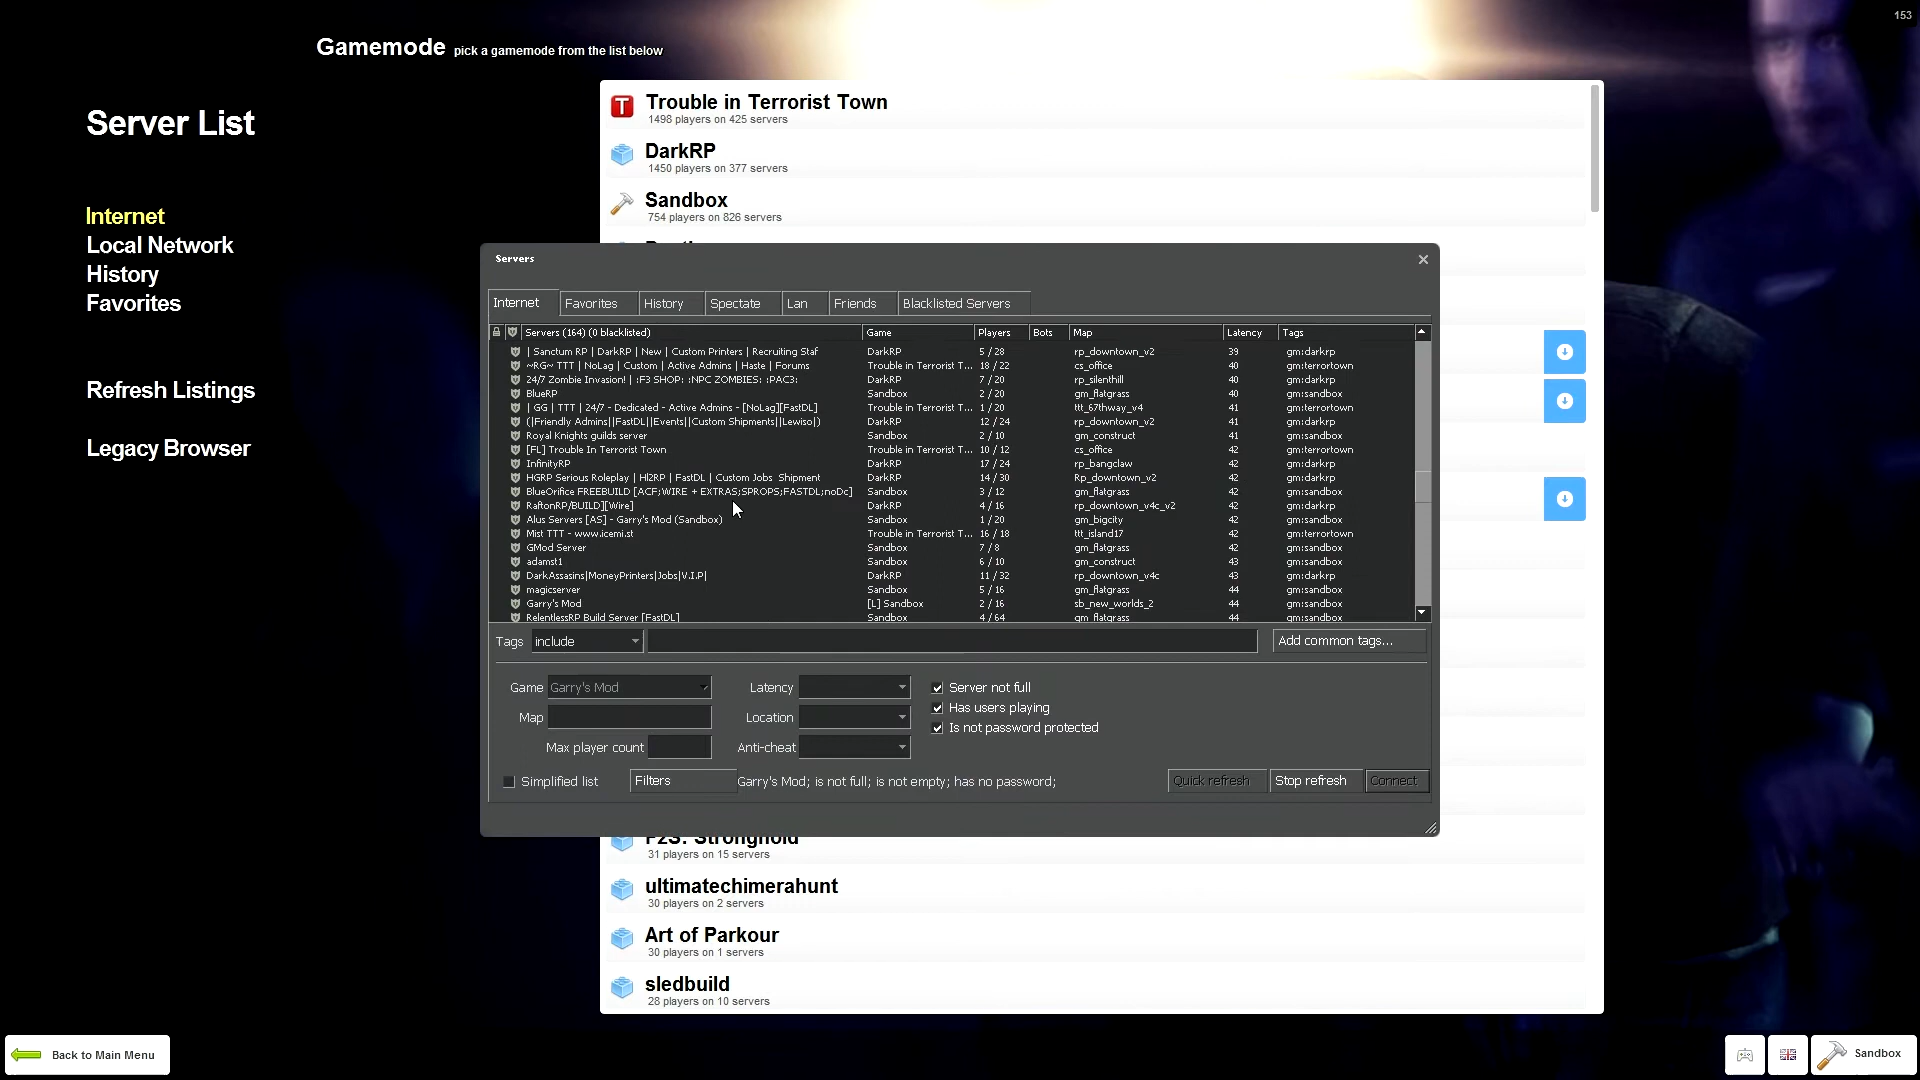 153
Gamemode pick a gamemode from the list below
Server List
Internet
Local Network
History
Favorites
Refresh Listings
Legacy Browser
Trouble in Terrorist Town
1498 players on 425 servers
DarkRP
1450 players on 377 servers
Sandbox
754 players on 826 servers
Servers
Internet Favorites History Spectate Lan Friends Blacklisted Servers
Servers (164) (0 blacklisted) Game Players Bots Map Latency Tags
| Sanctum RP | DarkRP | New | Custom Printers | Recruiting Staf DarkRP 5 / 28 rp_downtown_v2 39 gm:darkrp
~RG~ TTT | NoLag | Custom | Active Admins | Haste | Forums Trouble in Terrorist T... 18 / 22 cs_office 40 gm:terrortown
24/7 Zombie Invasion! | :F3 SHOP: :NPC ZOMBIES: :PAC3: DarkRP 7 / 20 rp_silenthill 40 gm:darkrp
BlueRP Sandbox 2 / 20 gm_flatgrass 40 gm:sandbox
| GG | TTT | 24/7 - Dedicated - Active Admins - [NoLag][FastDL] Trouble in Terrorist T... 1 / 20 ttt_67thway_v4 41 gm:terrortown
(|Friendly Admins||FastDL||Events||Custom Shipments||Lewiso|) DarkRP 12 / 24 rp_downtown_v2 41 gm:darkrp
Royal Knights guilds server Sandbox 2 / 10 gm_construct 41 gm:sandbox
[FL] Trouble In Terrorist Town Trouble in Terrorist T... 10 / 12 cs_office 42 gm:terrortown
InfinityRP DarkRP 17 / 24 rp_bangclaw 42 gm:darkrp
HGRP Serious Roleplay | Hl2RP | FastDL | Custom Jobs Shipment DarkRP 14 / 30 Rp_downtown_v2 42 gm:darkrp
BlueOrifice FREEBUILD [ACF;WIRE + EXTRAS;SPROPS;FASTDL;noDc] Sandbox 3 / 12 gm_flatgrass 42 gm:sandbox
RaftonRP/BUILD][Wire] DarkRP 4 / 16 rp_downtown_v4c_v2 42 gm:darkrp
Alus Servers [AS] - Garry's Mod (Sandbox) Sandbox 1 / 20 gm_bigcity 42 gm:sandbox
Mist TTT - www.icemi.st Trouble in Terrorist T... 16 / 18 ttt_island17 42 gm:terrortown
GMod Server Sandbox 7 / 8 gm_flatgrass 42 gm:sandbox
adamst1 Sandbox 6 / 10 gm_construct 43 gm:sandbox
DarkAssasins|MoneyPrinters|Jobs|V.I.P| DarkRP 11 / 32 rp_downtown_v4c 43 gm:darkrp
magicserver Sandbox 5 / 16 gm_flatgrass 44 gm:sandbox
Garry's Mod [L] Sandbox 2 / 16 sb_new_worlds_2 44 gm:sandbox
RelentlessRP Build Server [FastDL] Sandbox 4 / 64 gm_flatgrass 44 gm:sandbox
Tags include Add common tags...
Game Garry's Mod Latency Server not full
Map Location Has users playing
Max player count Anti-cheat Is not password protected
Simplified list Filters Garry's Mod; is not full; is not empty; has no password; Quick refresh Stop refresh Connect
F2S: Stronghold
31 players on 15 servers
ultimatechimerahunt
30 players on 2 servers
Art of Parkour
30 players on 1 servers
sledbuild
28 players on 10 servers
Back to Main Menu
Sandbox